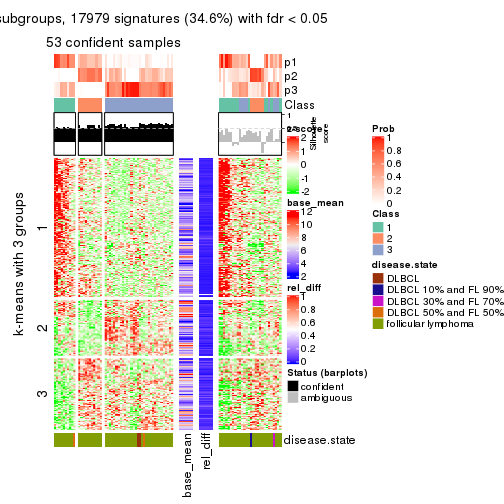 subgroups, 17979 signatures (34.6%) with fdr < 0.05
53 confident samples
p1
p2
p3
Class
1
Silhouette
score
z-score
2
1
0
-1
-2
base_mean
12
10
8
6
4
2
rel_diff
1
0.8
0.6
0.4
0.2
0
Status (barplots)
confident
ambiguous
Prob
1
0.8
0.6
0.4
0.2
0
Class
1
2
3
disease.state
DLBCL
DLBCL 10% and FL 90%
DLBCL 30% and FL 70%
DLBCL 50% and FL 50%
follicular lymphoma
k-means with 3 groups
1
2
3
disease.state
base_mean
rel_diff